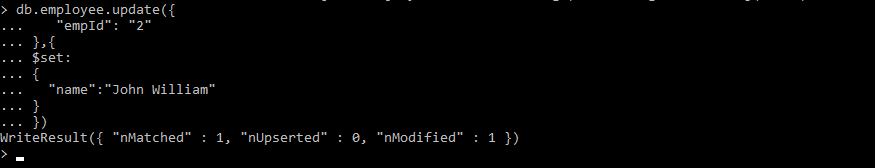 > db.employee.update({
...     "empId": "2"
... },{
... $set:
... {
...   "name":"John William"
... }
... })
WriteResult({ "nMatched" : 1, "nUpserted" : 0, "nModified" : 1 })
>